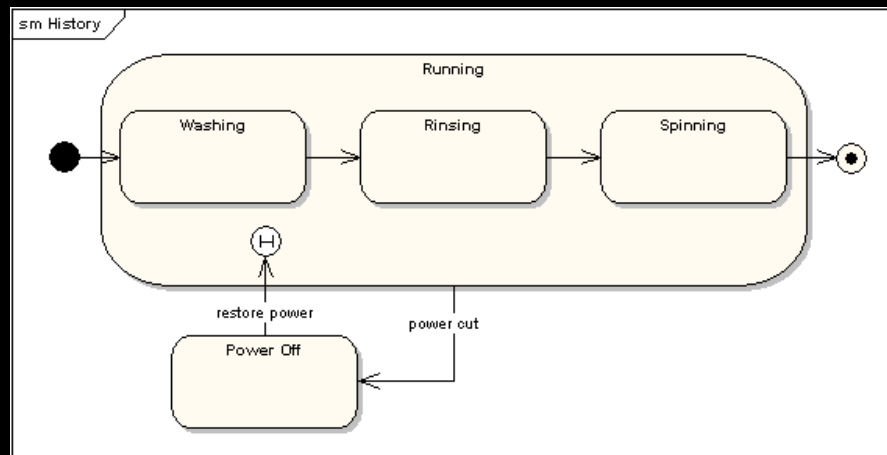 sm History
Running
Washing
Rinsing
Spinning
H
restore power
power cut
Power Off